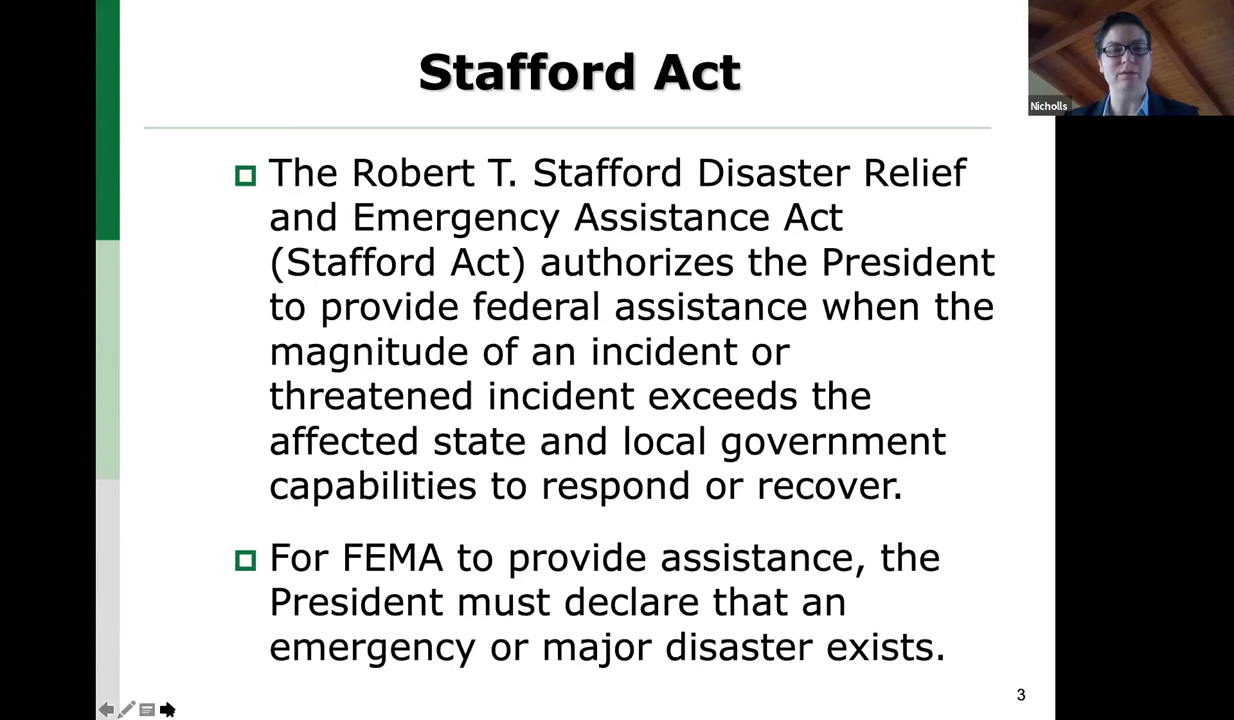 Stafford Act
Nicholls
The Robert T. Stafford Disaster Relief
and Emergency Assistance Act
(Stafford Act) authorizes the President
to provide federal assistance when the
magnitude of an incident or
threatened incident exceeds the
affected state and local government
capabilities to respond or recover.
For FEMA to provide assistance, the
President must declare that an
emergency or major disaster exists.
3